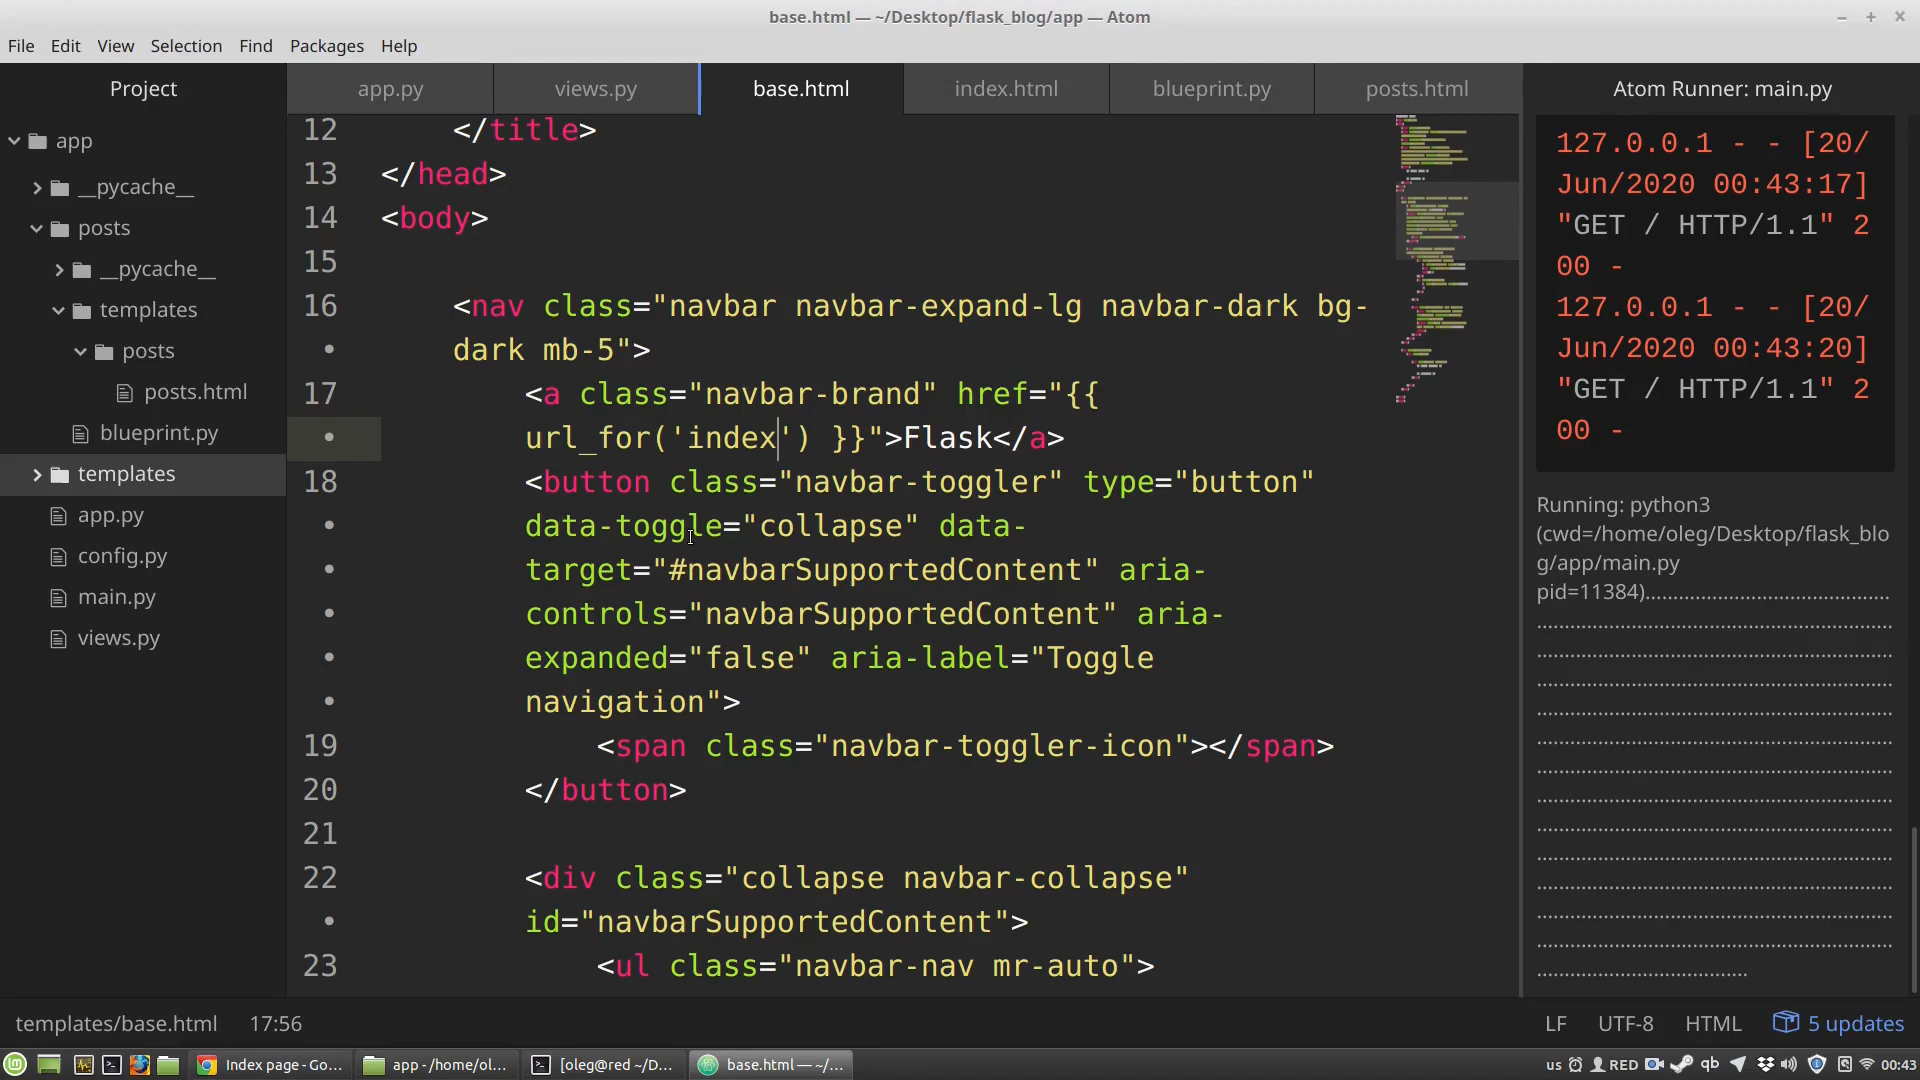 base.html — ~/Desktop/flask_blog/app — Atom
File Edit View Selection Find Packages Help
Project
app.py views.py base.html index.html blueprint.py posts.html
Atom Runner: main.py
app
__pycache__
posts
__pycache__
templates
posts
posts.html
blueprint.py
templates
app.py
config.py
main.py
views.py
12 </title>
13 </head>
14 <body>
15
16 <nav class="navbar navbar-expand-lg navbar-dark bg-
• dark mb-5">
17 <a class="navbar-brand" href="{{
• url_for('index') }}">Flask</a>
18 <button class="navbar-toggler" type="button"
• data-toggle="collapse" data-
• target="#navbarSupportedContent" aria-
• controls="navbarSupportedContent" aria-
• expanded="false" aria-label="Toggle
• navigation">
19 <span class="navbar-toggler-icon"></span>
20 </button>
21
22 <div class="collapse navbar-collapse"
• id="navbarSupportedContent">
23 <ul class="navbar-nav mr-auto">
127.0.0.1 - - [20/
Jun/2020 00:43:17]
"GET / HTTP/1.1" 2
00 -
127.0.0.1 - - [20/
Jun/2020 00:43:20]
"GET / HTTP/1.1" 2
00 -
Running: python3
(cwd=/home/oleg/Desktop/flask_blo
g/app/main.py
pid=11384)
templates/base.html 17:56
LF UTF-8 HTML 5 updates
Index page - Go... app - /home/ol... [oleg@red ~/D... base.html — ~/...
us RED qb 00:43